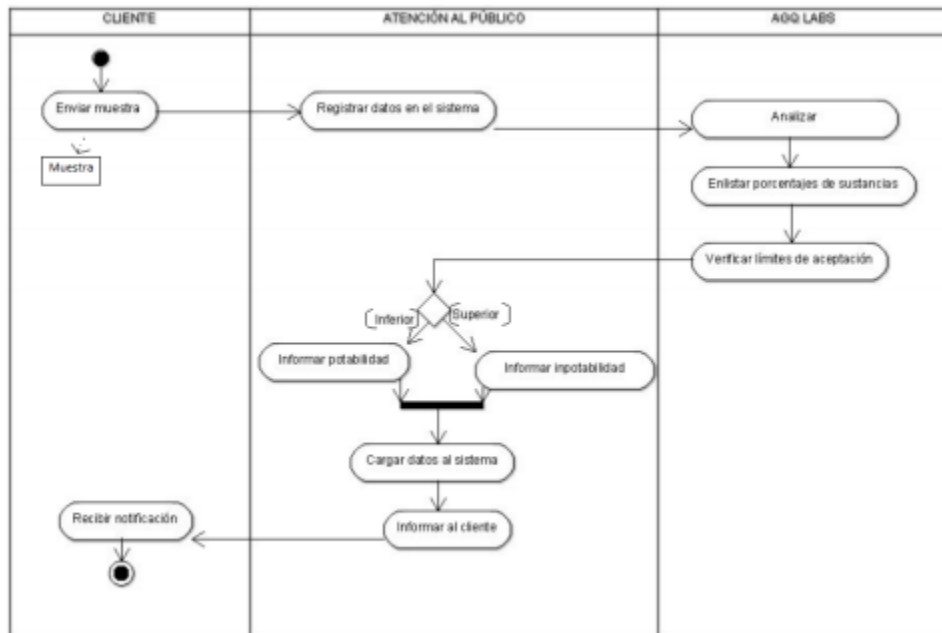 CLIENTE
ATENCIÓN AL PÚBLICO
AGQ LABS
Enviar muestra
Registrar datos en el sistema
Analizar
Muestra
Enlistar porcentajes de sustancias
Verificar límites de aceptación
[Inferior]
[Superior]
Informar potabilidad
Informar inpotabilidad
Cargar datos al sistema
Recibir notificación
Informar al cliente